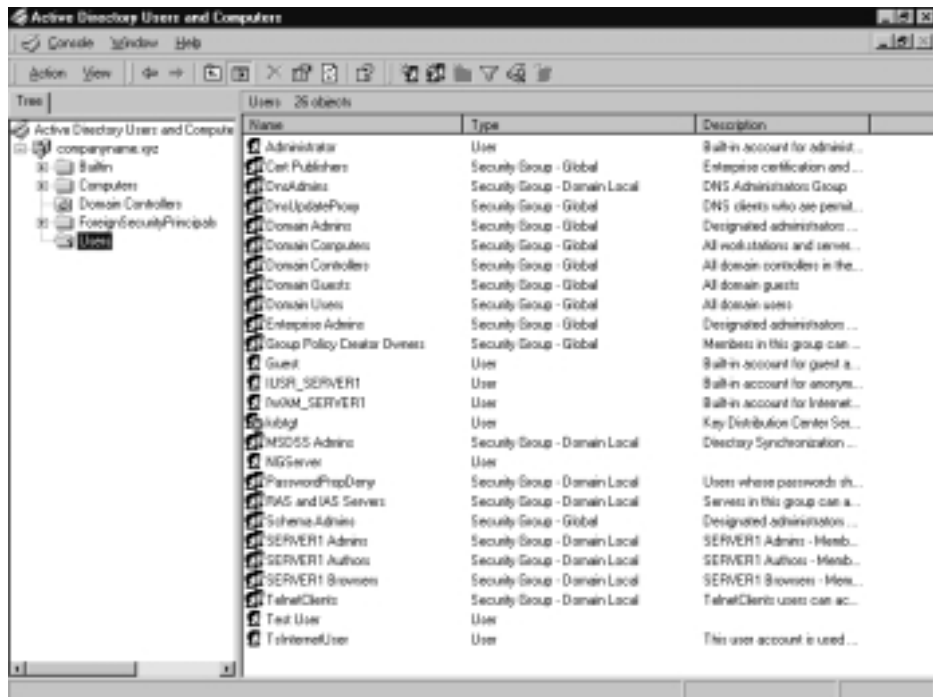 Active Directory Users and Computers
Console Window Help
Action View
Tree
Users 26 objects
Active Directory Users and Compute
companyname.xyz
Builtin
Computers
Domain Controllers
ForeignSecurityPrincipals
Users
Name Type Description
Administrator User Built-in account for administ...
Cert Publishers Security Group - Global Enterprise certification and ...
DnsAdmins Security Group - Domain Local DNS Administrators Group
DnsUpdateProxy Security Group - Global DNS clients who are permit...
Domain Admins Security Group - Global Designated administrators ...
Domain Computers Security Group - Global All workstations and server...
Domain Controllers Security Group - Global All domain controllers in the...
Domain Guests Security Group - Global All domain guests
Domain Users Security Group - Global All domain users
Enterprise Admins Security Group - Global Designated administrators ...
Group Policy Creator Owners Security Group - Global Members in this group can ...
Guest User Built-in account for guest a...
IUSR_SERVER1 User Built-in account for anonym...
IWAM_SERVER1 User Built-in account for Internet...
krbtgt User Key Distribution Center Ser...
MSDSS Admins Security Group - Domain Local Directory Synchronization ...
NGServer User
PasswordPropDeny Security Group - Domain Local Users whose passwords sh...
RAS and IAS Servers Security Group - Domain Local Servers in this group can a...
Schema Admins Security Group - Global Designated administrators ...
SERVER1 Admins Security Group - Domain Local SERVER1 Admins - Memb...
SERVER1 Authors Security Group - Domain Local SERVER1 Authors - Memb...
SERVER1 Browsers Security Group - Domain Local SERVER1 Browsers - Mem...
TelnetClients Security Group - Domain Local TelnetClients users can ac...
Test User User
TsInternetUser User This user account is used ...